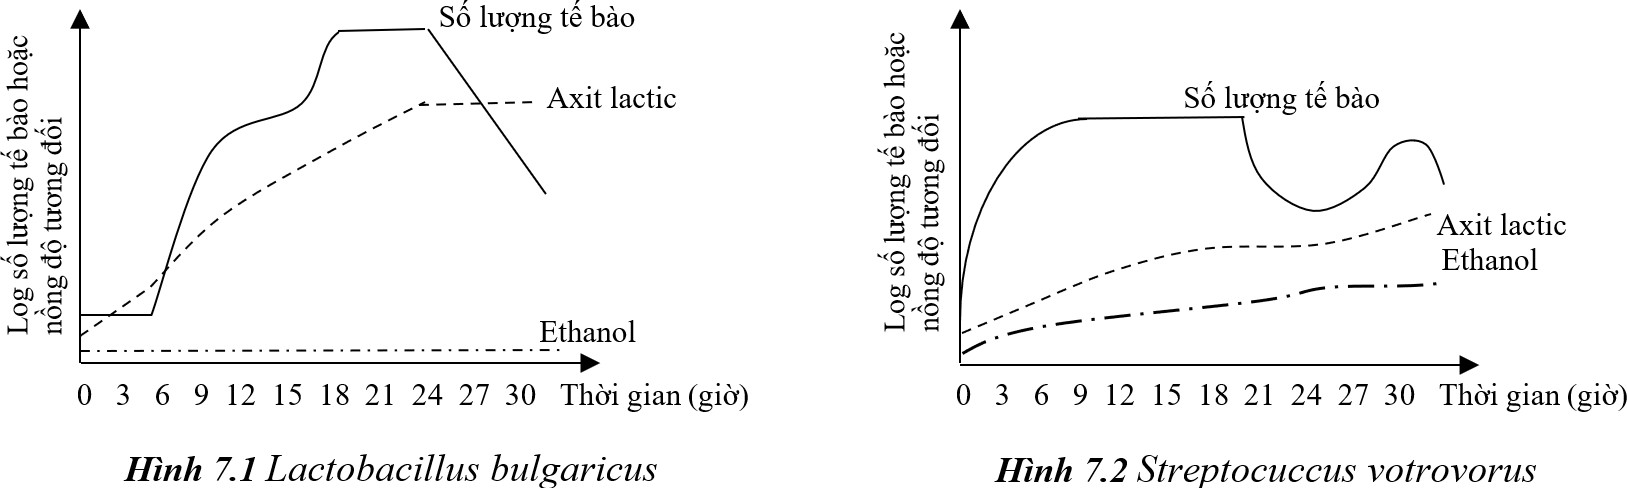 Số lượng tế bào
Log số lượng tế bào hoặc
nồng độ tương đối
Axit lactic
Ethanol
0 3 6 9 12 15 18 21 24 27 30 Thời gian (giờ)
Hình 7.1 Lactobacillus bulgaricus
Số lượng tế bào
Log số lượng tế bào hoặc
nồng độ tương đối
Axit lactic
Ethanol
0 3 6 9 12 15 18 21 24 27 30 Thời gian (giờ)
Hình 7.2 Streptocuccus votrovorus